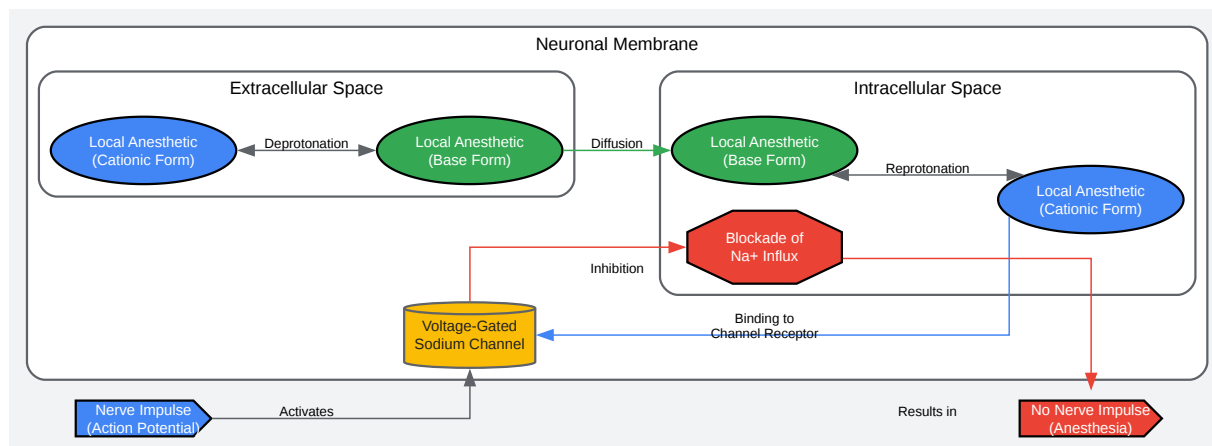 Neuronal Membrane
Extracellular Space
Intracellular Space
Local Anesthetic
(Cationic Form)
Deprotonation
Local Anesthetic
(Base Form)
Diffusion
Local Anesthetic
(Base Form)
Reprotonation
Local Anesthetic
(Cationic Form)
Blockade of
Na+ Influx
Inhibition
Voltage-Gated
Sodium Channel
Binding to
Channel Receptor
Nerve Impulse
(Action Potential)
Activates
Results in
No Nerve Impulse
(Anesthesia)